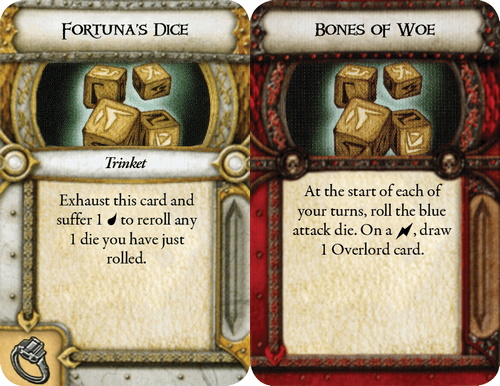 Fortuna's Dice
Trinket
Exhaust this card and
suffer 1 to reroll any
1 die you have just
rolled.
Bones of Woe
At the start of each of
your turns, roll the blue
attack die. On a , draw
1 Overlord card.